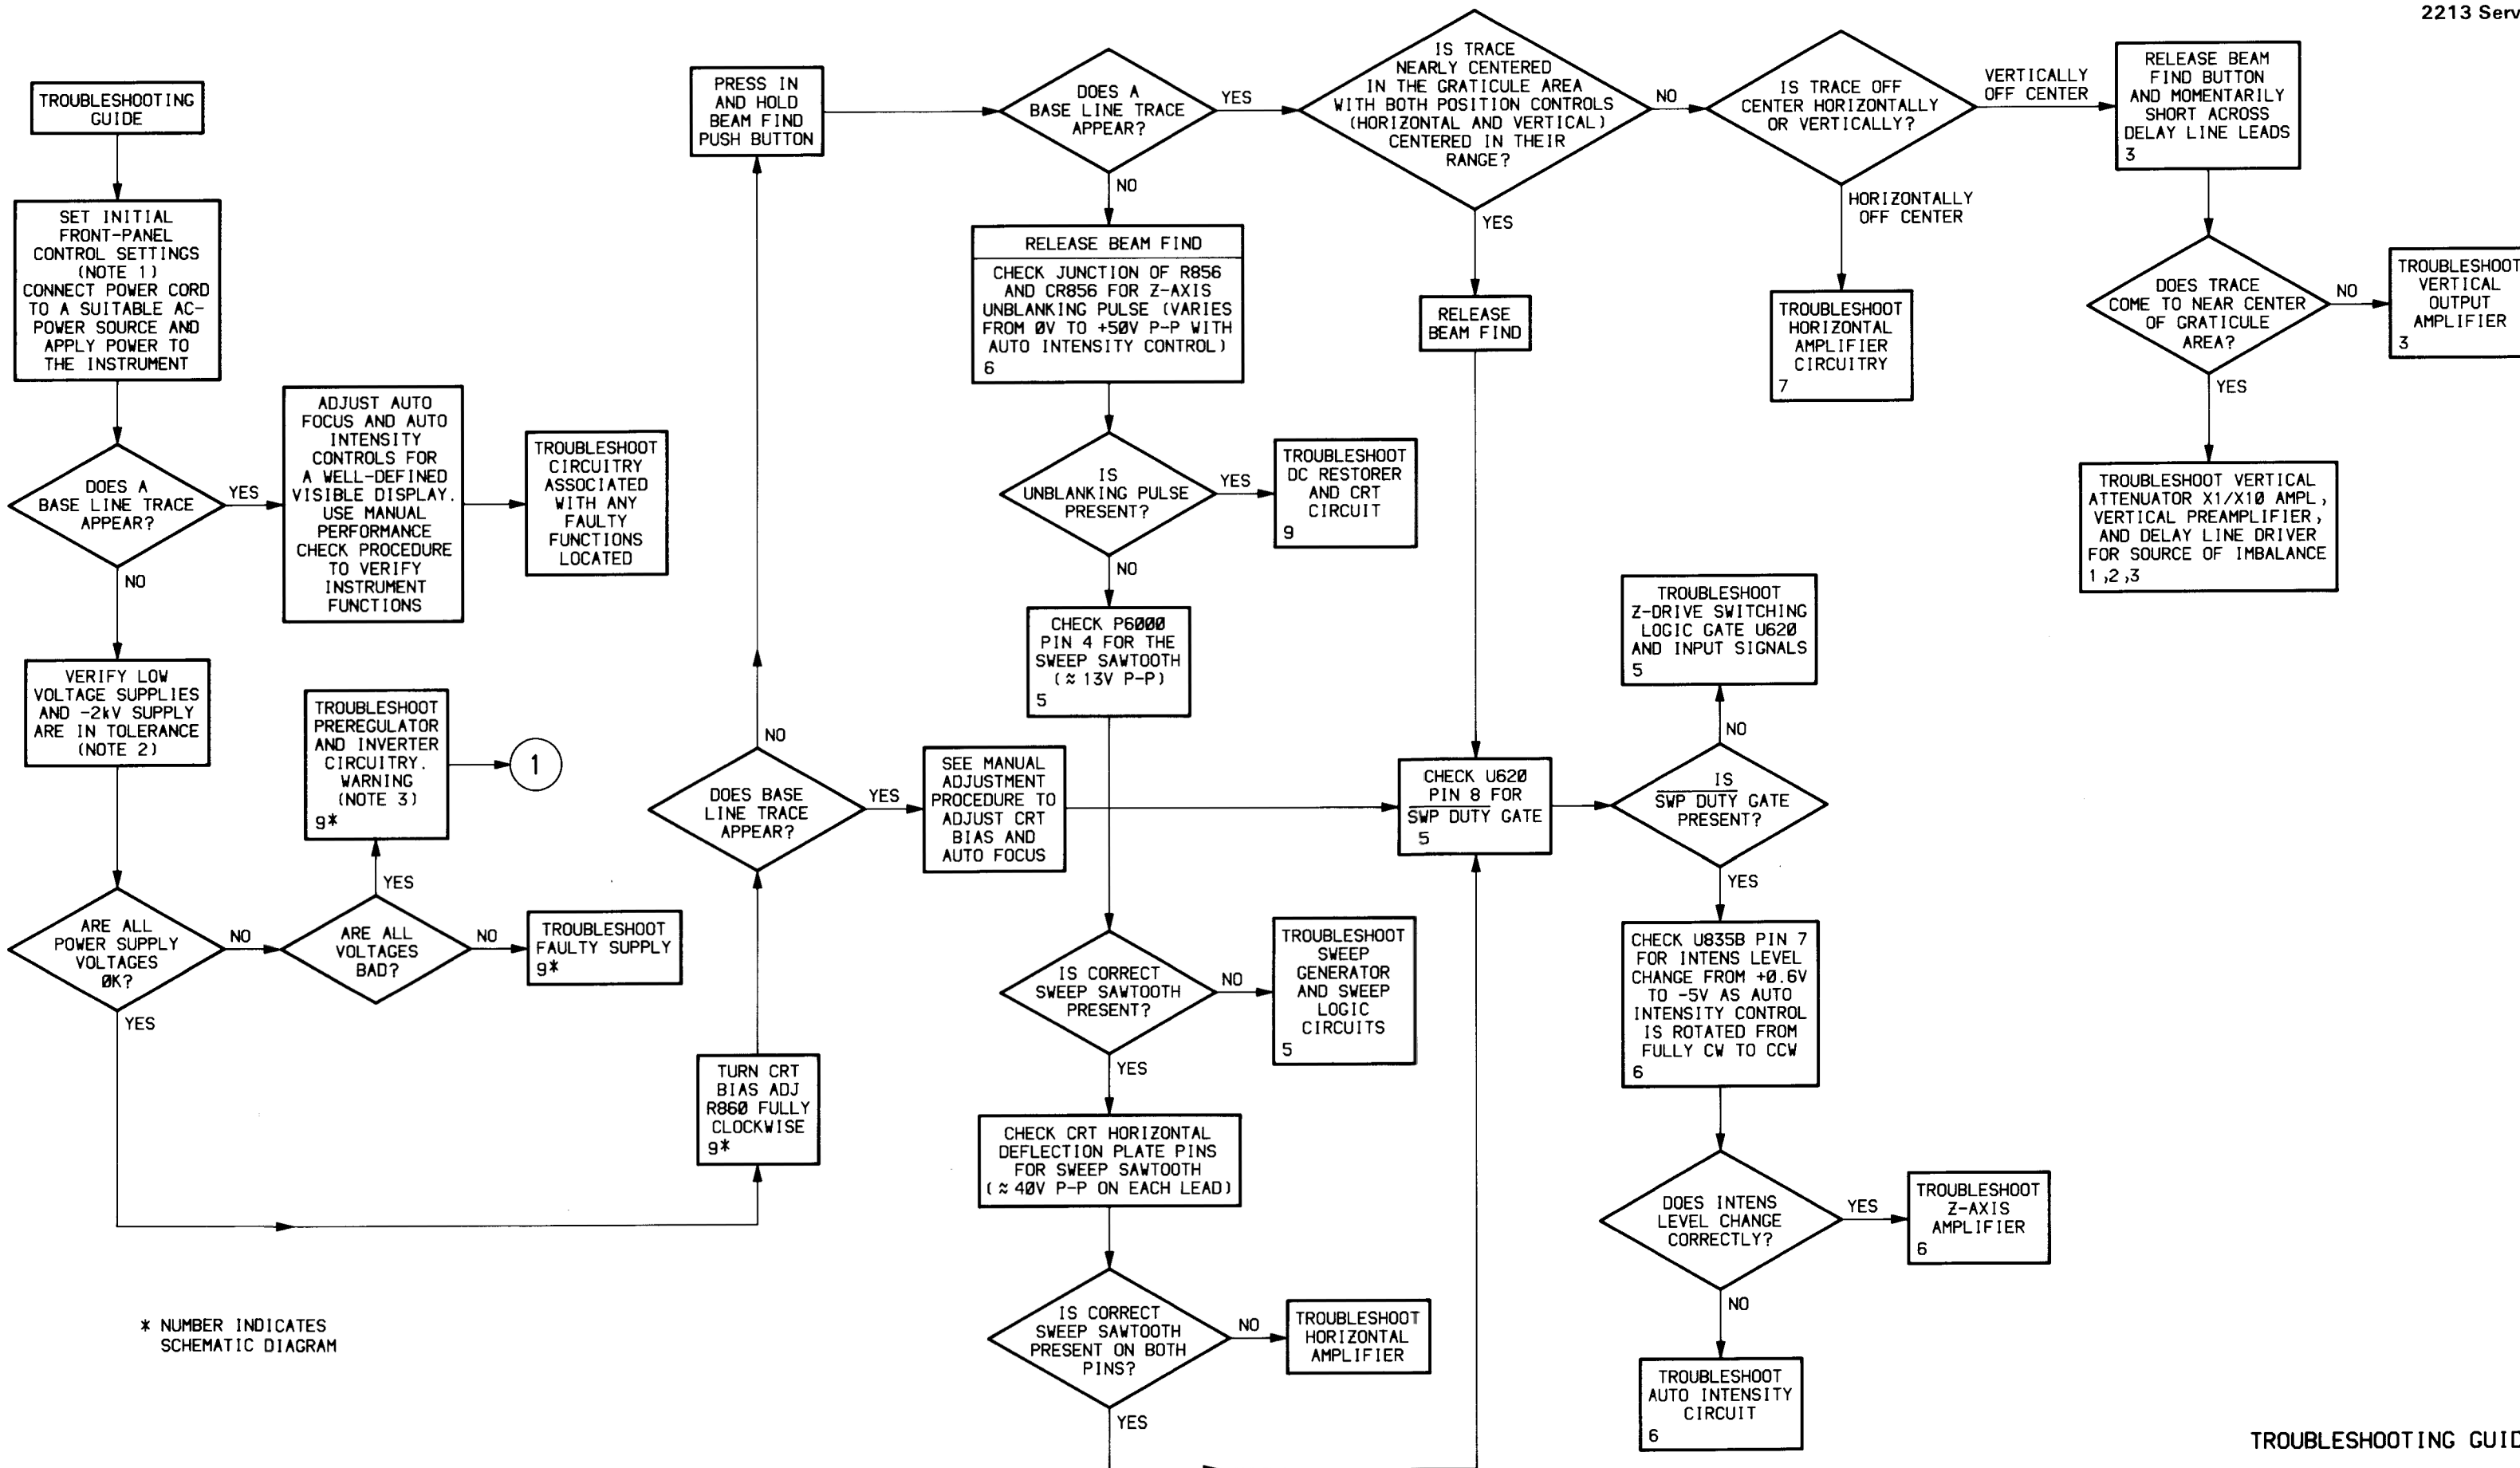 2213 Serv
TROUBLESHOOTING
GUIDE
SET INITIAL
FRONT-PANEL
CONTROL SETTINGS
(NOTE 1)
CONNECT POWER CORD
TO A SUITABLE AC-
POWER SOURCE AND
APPLY POWER TO
THE INSTRUMENT
DOES A
BASE LINE TRACE
APPEAR?
YES
NO
ADJUST AUTO
FOCUS AND AUTO
INTENSITY
CONTROLS FOR
A WELL-DEFINED
VISIBLE DISPLAY.
USE MANUAL
PERFORMANCE
CHECK PROCEDURE
TO VERIFY
INSTRUMENT
FUNCTIONS
TROUBLESHOOT
CIRCUITRY
ASSOCIATED
WITH ANY
FAULTY
FUNCTIONS
LOCATED
VERIFY LOW
VOLTAGE SUPPLIES
AND -2kV SUPPLY
ARE IN TOLERANCE
(NOTE 2)
ARE ALL
POWER SUPPLY
VOLTAGES
ØK?
NO
YES
ARE ALL
VOLTAGES
BAD?
YES
NO
TROUBLESHOOT
PREREGULATOR
AND INVERTER
CIRCUITRY.
WARNING
(NOTE 3)
9*
1
TROUBLESHOOT
FAULTY SUPPLY
9*
TURN CRT
BIAS ADJ
R86Ø FULLY
CLOCKWISE
9*
DOES BASE
LINE TRACE
APPEAR?
NO
YES
SEE MANUAL
ADJUSTMENT
PROCEDURE TO
ADJUST CRT
BIAS AND
AUTO FOCUS
PRESS IN
AND HOLD
BEAM FIND
PUSH BUTTON
DOES A
BASE LINE TRACE
APPEAR?
YES
NO
RELEASE BEAM FIND
CHECK JUNCTION OF R856
AND CR856 FOR Z-AXIS
UNBLANKING PULSE (VARIES
FROM ØV TO +5ØV P-P WITH
AUTO INTENSITY CONTROL)
6
IS
UNBLANKING PULSE
PRESENT?
YES
NO
TROUBLESHOOT
DC RESTORER
AND CRT
CIRCUIT
9
CHECK P6ØØØ
PIN 4 FOR THE
SWEEP SAWTOOTH
(≈13V P-P)
5
IS CORRECT
SWEEP SAWTOOTH
PRESENT?
NO
YES
TROUBLESHOOT
SWEEP
GENERATOR
AND SWEEP
LOGIC
CIRCUITS
5
CHECK CRT HORIZONTAL
DEFLECTION PLATE PINS
FOR SWEEP SAWTOOTH
(≈4ØV P-P ON EACH LEAD)
IS CORRECT
SWEEP SAWTOOTH
PRESENT ON BOTH
PINS?
NO
YES
TROUBLESHOOT
HORIZONTAL
AMPLIFIER
IS TRACE
NEARLY CENTERED
IN THE GRATICULE AREA
WITH BOTH POSITION CONTROLS
(HORIZONTAL AND VERTICAL)
CENTERED IN THEIR
RANGE?
NO
YES
RELEASE
BEAM FIND
CHECK U62Ø
PIN 8 FOR
SWP DUTY GATE
5
IS TRACE OFF
CENTER HORIZONTALLY
OR VERTICALLY?
VERTICALLY
OFF CENTER
HORIZONTALLY
OFF CENTER
TROUBLESHOOT
HORIZONTAL
AMPLIFIER
CIRCUITRY
7
RELEASE BEAM
FIND BUTTON
AND MOMENTARILY
SHORT ACROSS
DELAY LINE LEADS
3
DOES TRACE
COME TO NEAR CENTER
OF GRATICULE
AREA?
NO
YES
TROUBLESHOOT
VERTICAL
OUTPUT
AMPLIFIER
3
TROUBLESHOOT VERTICAL
ATTENUATOR X1/X1Ø AMPL,
VERTICAL PREAMPLIFIER,
AND DELAY LINE DRIVER
FOR SOURCE OF IMBALANCE
1,2,3
TROUBLESHOOT
Z-DRIVE SWITCHING
LOGIC GATE U62Ø
AND INPUT SIGNALS
5
NO
IS
SWP DUTY GATE
PRESENT?
YES
CHECK U835B PIN 7
FOR INTENS LEVEL
CHANGE FROM +Ø.6V
TO -5V AS AUTO
INTENSITY CONTROL
IS ROTATED FROM
FULLY CW TO CCW
6
DOES INTENS
LEVEL CHANGE
CORRECTLY?
YES
NO
TROUBLESHOOT
Z-AXIS
AMPLIFIER
6
TROUBLESHOOT
AUTO INTENSITY
CIRCUIT
6
* NUMBER INDICATES
SCHEMATIC DIAGRAM
TROUBLESHOOTING GUID